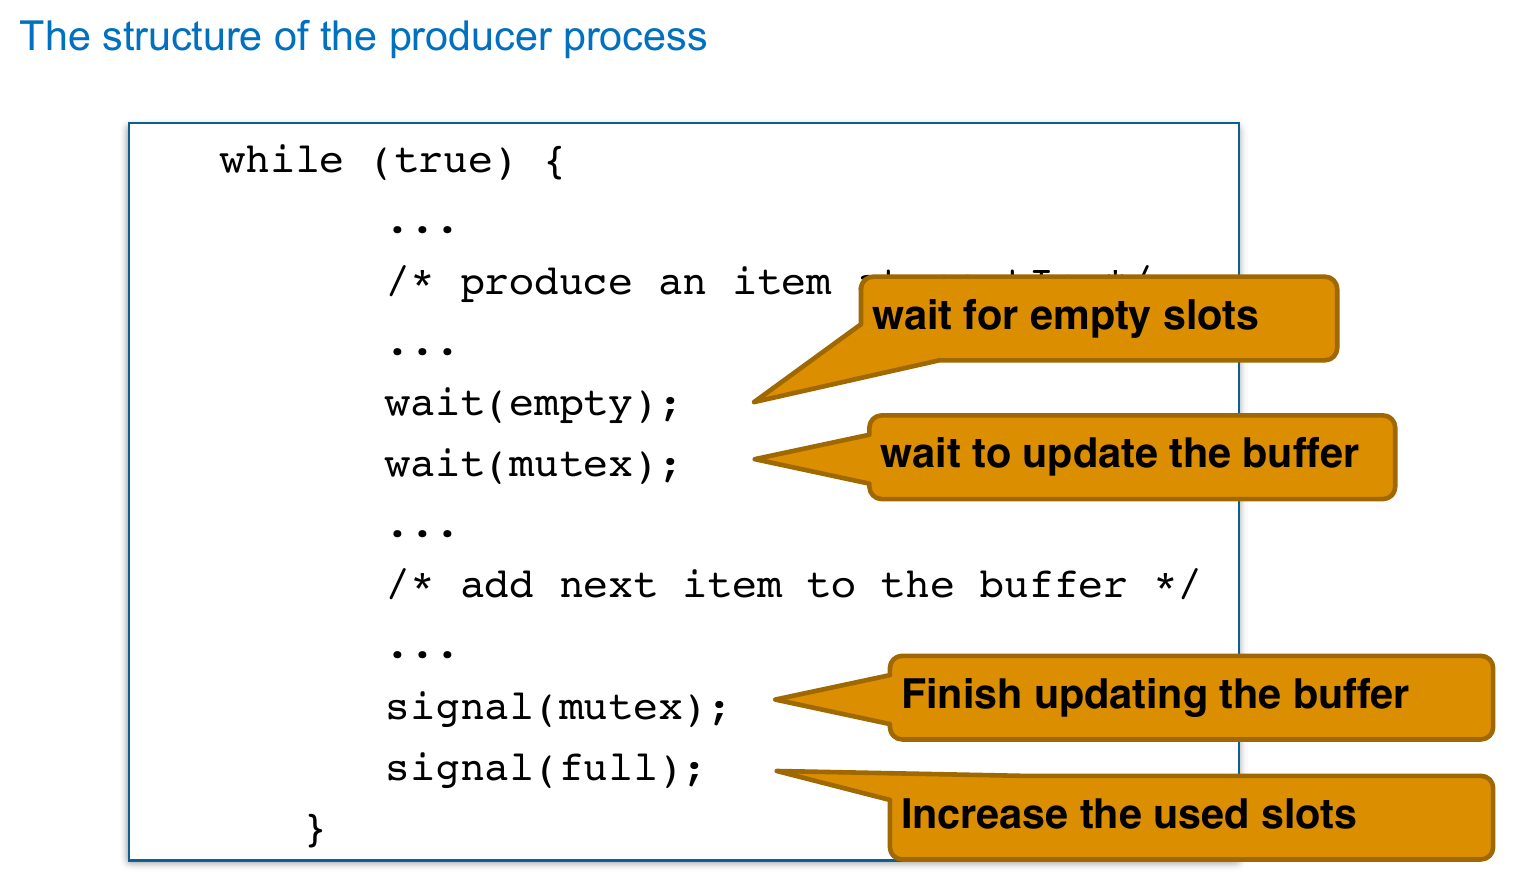 The structure of the producer process
while (true) {
...
/* produce an item
wait for empty slots
...
wait(empty);
wait(mutex);
wait to update the buffer
...
/* add next item to the buffer */
...
signal(mutex);
Finish updating the buffer
signal(full);
Increase the used slots
}